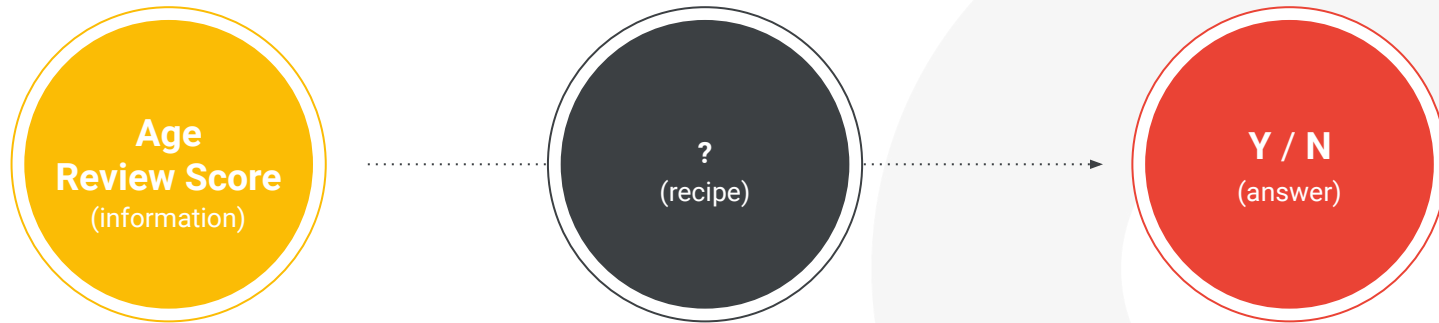 Age
Review Score
(information)
?
(recipe)
Y / N
(answer)